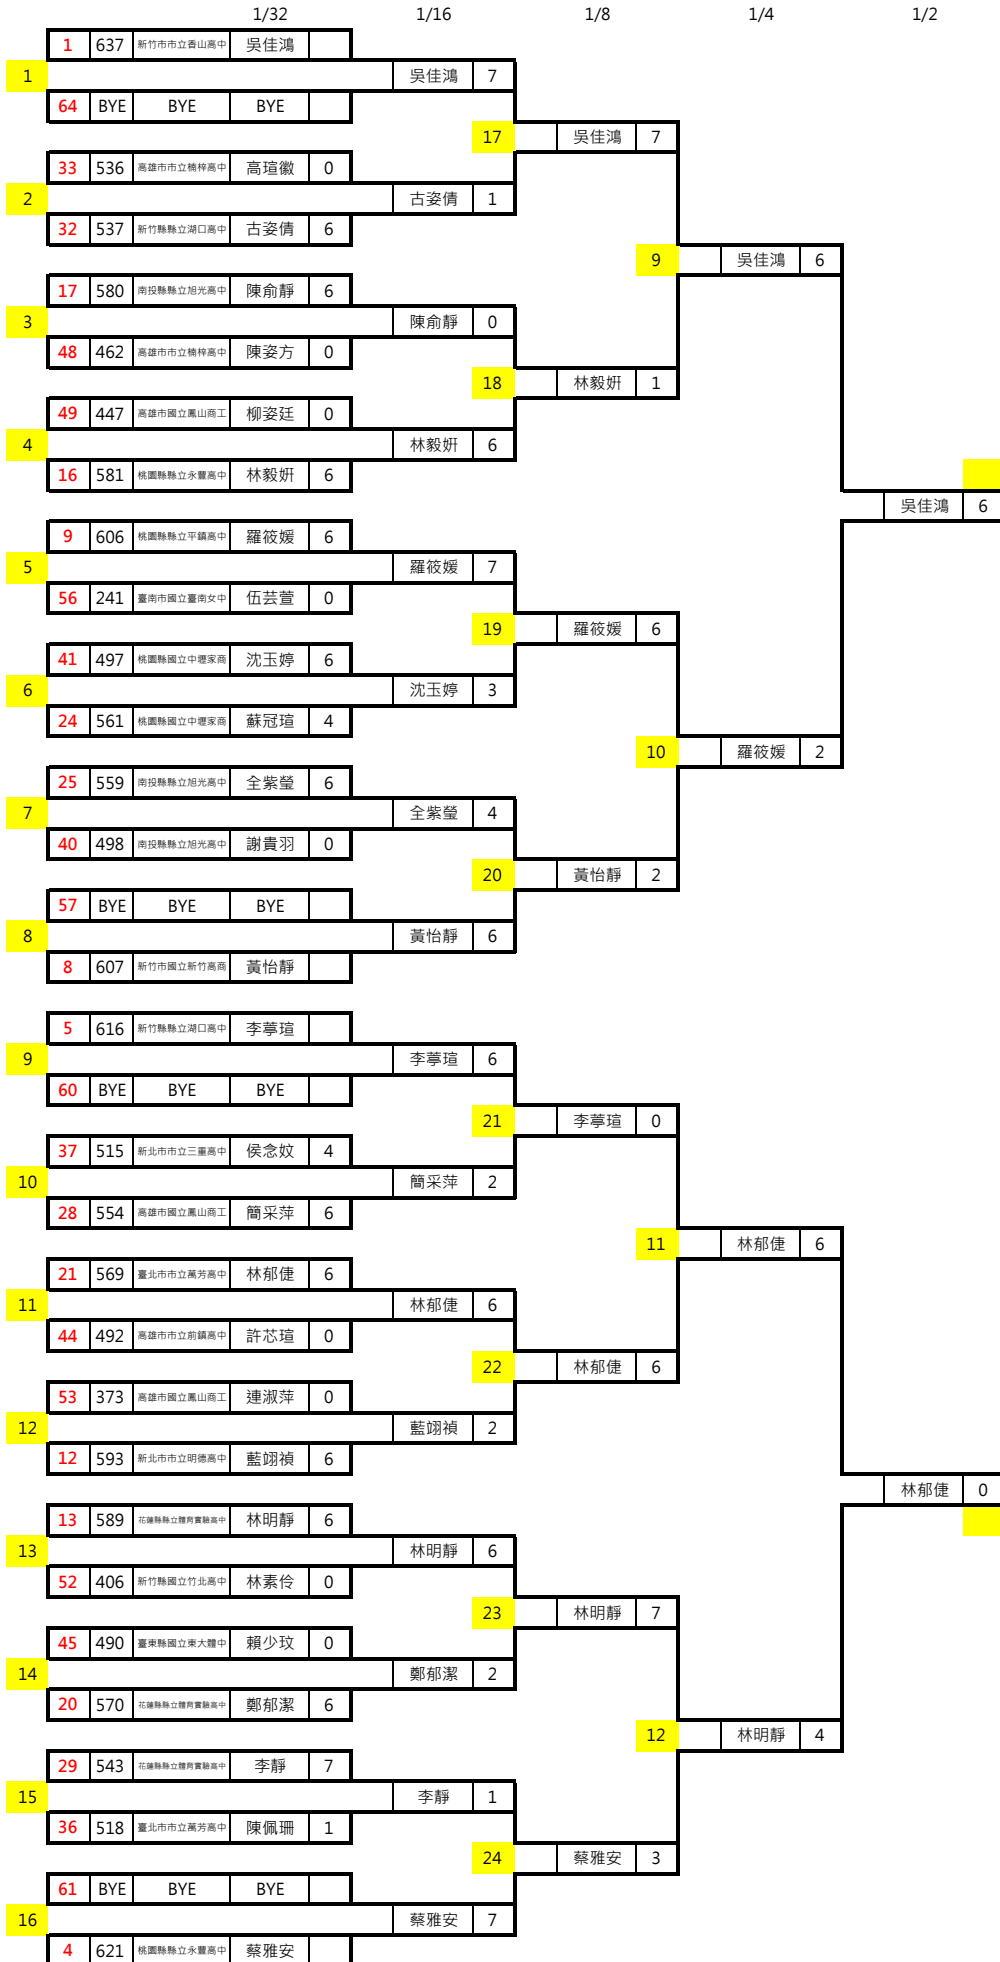 1/32 1/16 1/8 1/4 1/2
1 637 新竹市市立香山高中 吳佳鴻
1 吳佳鴻 7
64 BYE BYE BYE
17 吳佳鴻 7
33 536 高雄市市立楠梓高中 高瑄徽 0
2 古姿倩 1
32 537 新竹縣縣立湖口高中 古姿倩 6
9 吳佳鴻 6
17 580 南投縣縣立旭光高中 陳俞靜 6
3 陳俞靜 0
48 462 高雄市市立楠梓高中 陳姿方 0
18 林毅妍 1
49 447 高雄市國立鳳山商工 柳姿廷 0
4 林毅妍 6
16 581 桃園縣縣立永豐高中 林毅妍 6
吳佳鴻 6
9 606 桃園縣縣立平鎮高中 羅筱媛 6
5 羅筱媛 7
56 241 臺南市國立臺南女中 伍芸萱 0
19 羅筱媛 6
41 497 桃園縣國立中壢家商 沈玉婷 6
6 沈玉婷 3
24 561 桃園縣國立中壢家商 蘇冠瑄 4
10 羅筱媛 2
25 559 南投縣縣立旭光高中 全紫瑩 6
7 全紫瑩 4
40 498 南投縣縣立旭光高中 謝貴羽 0
20 黃怡靜 2
57 BYE BYE BYE
8 黃怡靜 6
8 607 新竹市國立新竹高商 黃怡靜
5 616 新竹縣縣立湖口高中 李葶瑄
9 李葶瑄 6
60 BYE BYE BYE
21 李葶瑄 0
37 515 新北市市立三重高中 侯念妏 4
10 簡采萍 2
28 554 高雄市國立鳳山商工 簡采萍 6
11 林郁倢 6
21 569 臺北市市立萬芳高中 林郁倢 6
11 林郁倢 6
44 492 高雄市市立前鎮高中 許芯瑄 0
22 林郁倢 6
53 373 高雄市國立鳳山商工 連淑萍 0
12 藍翊禎 2
12 593 新北市市立明德高中 藍翊禎 6
林郁倢 0
13 589 花蓮縣縣立體育實驗高中 林明靜 6
13 林明靜 6
52 406 新竹縣國立竹北高中 林素伶 0
23 林明靜 7
45 490 臺東縣國立東大體中 賴少玟 0
14 鄭郁潔 2
20 570 花蓮縣縣立體育實驗高中 鄭郁潔 6
12 林明靜 4
29 543 花蓮縣縣立體育實驗高中 李靜 7
15 李靜 1
36 518 臺北市市立萬芳高中 陳佩珊 1
24 蔡雅安 3
61 BYE BYE BYE
16 蔡雅安 7
4 621 桃園縣縣立永豐高中 蔡雅安